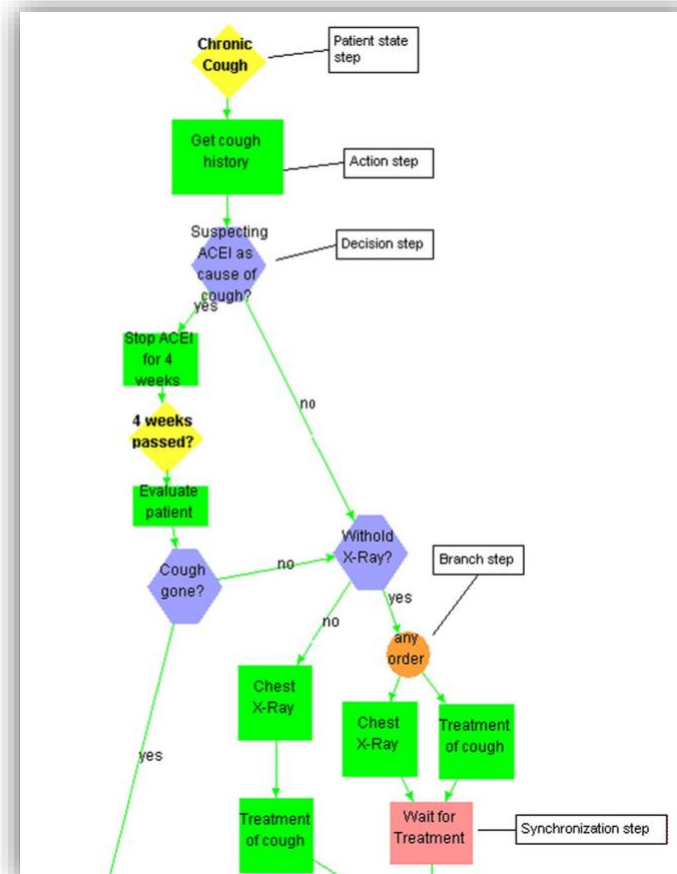 Chronic
Cough
Patient state
step
Get cough
history
Action step
Suspecting
ACEI as
cause of
cough?
Decision step
yes
Stop ACEI
for 4
weeks
no
4 weeks
passed?
Evaluate
patient
Withold
X-Ray?
Branch step
Cough
gone?
no
yes
no
any
order
Chest
X-Ray
Chest
X-Ray
Treatment
of cough
yes
Treatment
of cough
Wait for
Treatment
Synchronization step